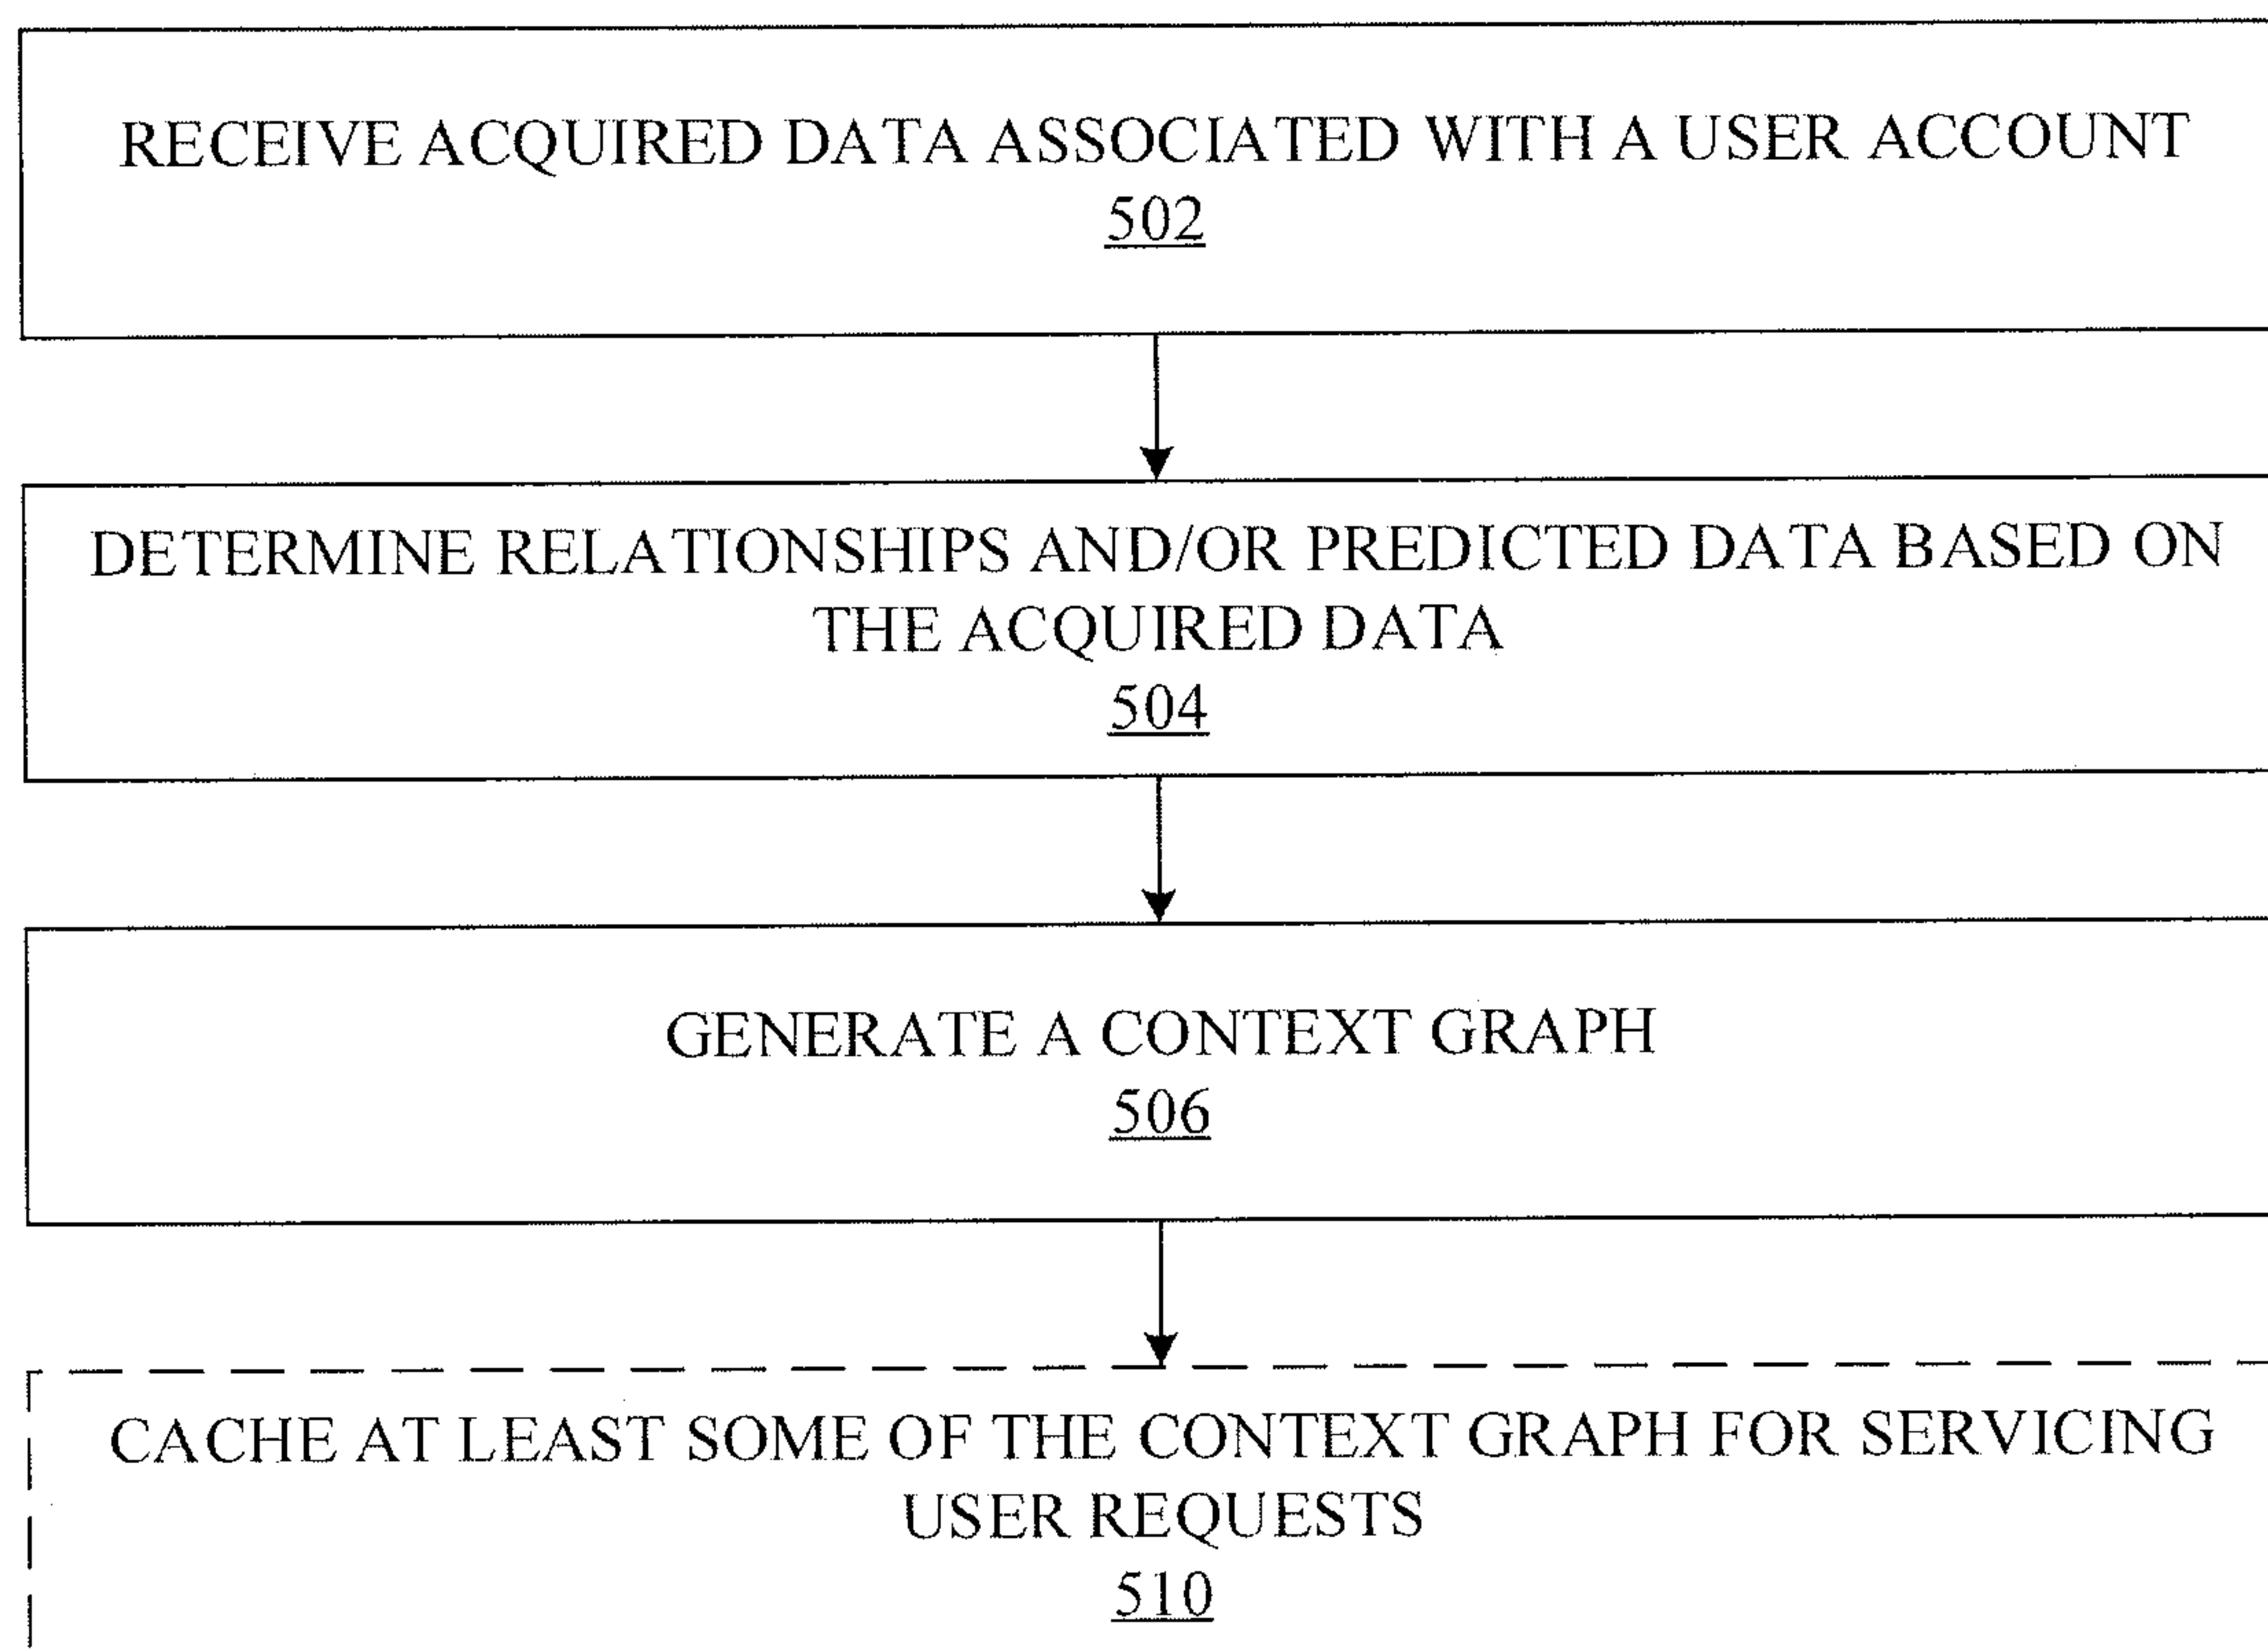 RECEIVE ACQUIRED DATA ASSOCIATED WITH A USER ACCOUNT
502
DETERMINE RELATIONSHIPS AND/OR PREDICTED DATA BASED ON
THE ACQUIRED DATA
504
GENERATE A CONTEXT GRAPH
506
CACHE AT LEAST SOME OF THE CONTEXT GRAPH FOR SERVICING
USER REQUESTS
510